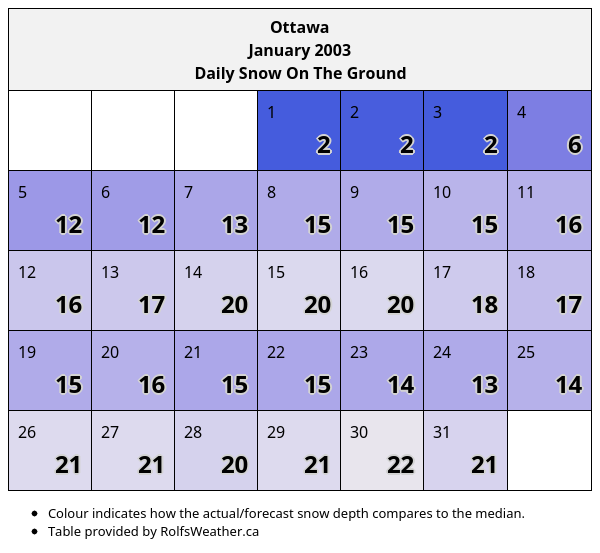 Ottawa
January 2003
Daily Snow On The Ground
1 2 3 4
2 2 2 6
5 6 7 8 9 10 11
12 12 13 15 15 15 16
12 13 14 15 16 17 18
16 17 20 20 20 18 17
19 20 21 22 23 24 25
15 16 15 15 14 13 14
26 27 28 29 30 31
21 21 20 21 22 21
• Colour indicates how the actual/forecast snow depth compares to the median.
• Table provided by RolfsWeather.ca